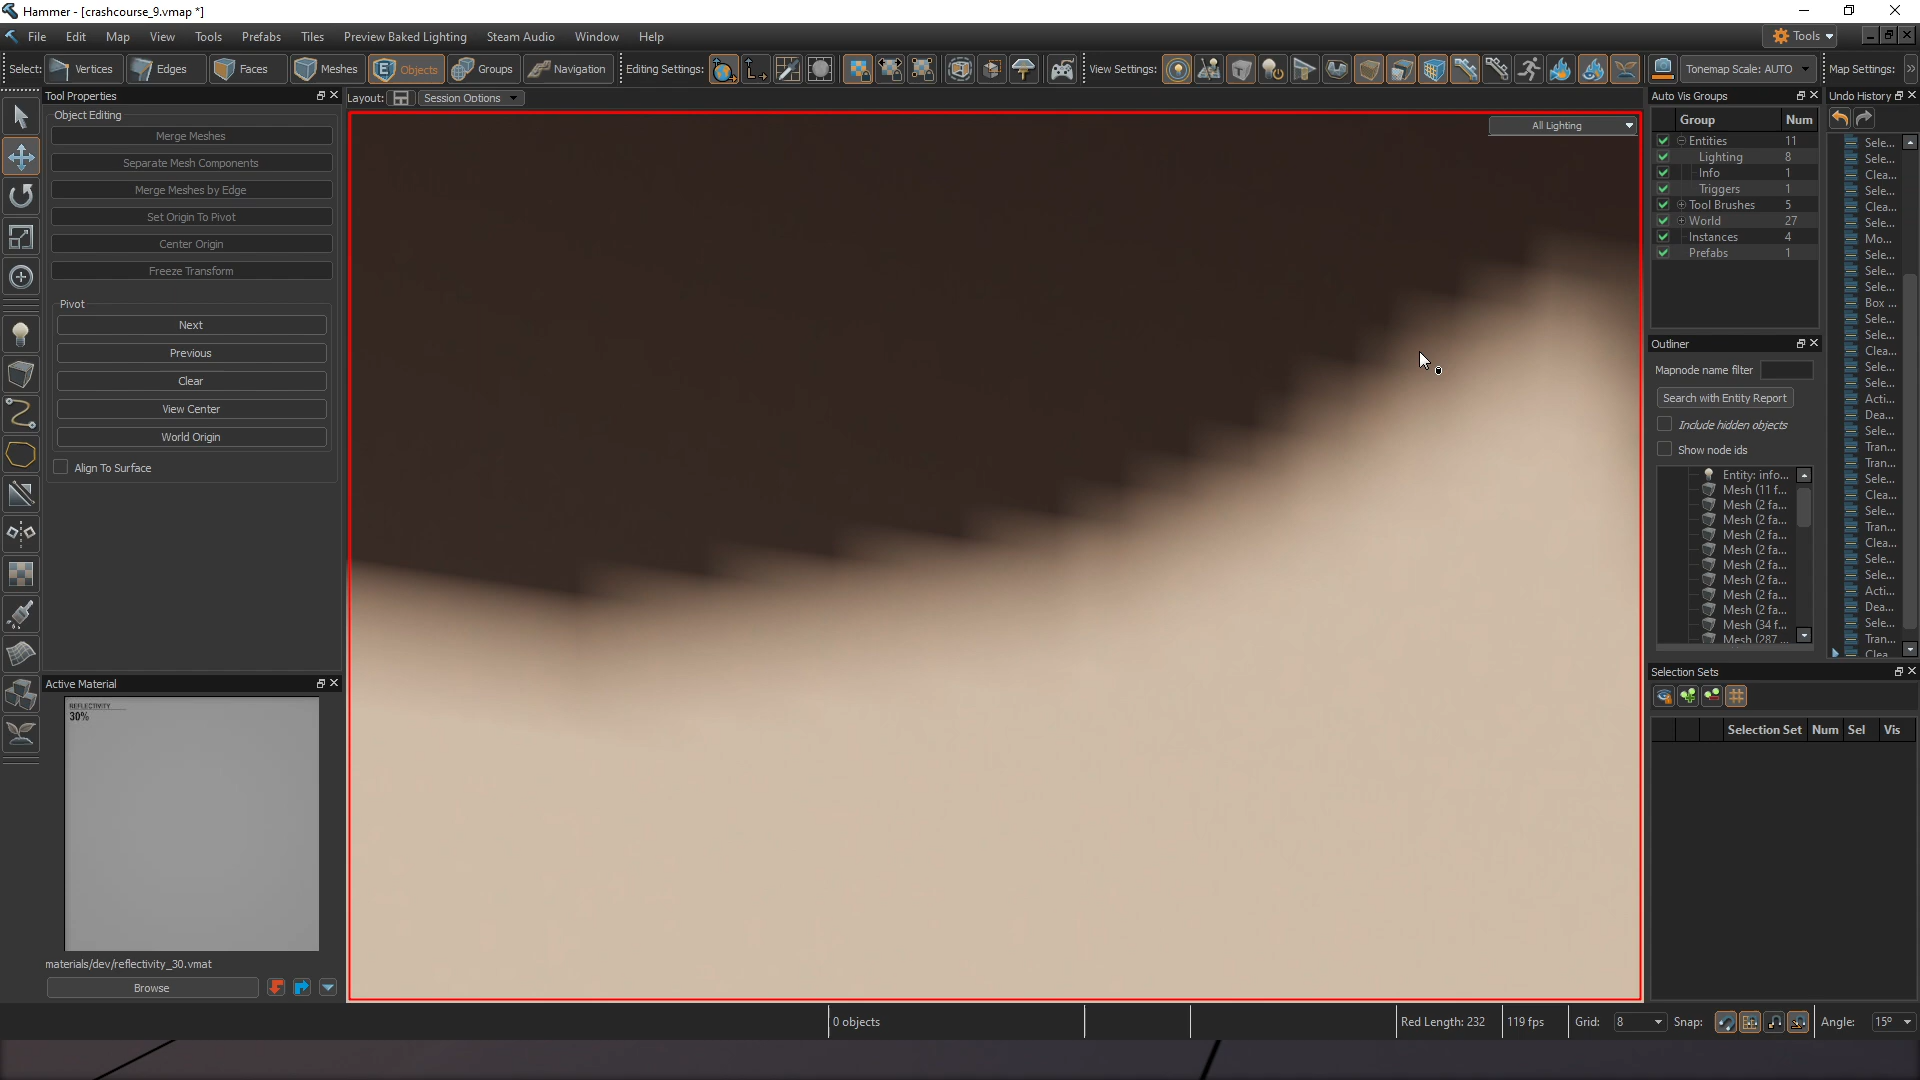 Hammer - [crashcourse_9.vmap *]
File Edit Map View Tools Prefabs Tiles Preview Baked Lighting Steam Audio Window Help Tools
Select: Vertices Edges Faces Meshes Objects Groups Navigation Editing Settings: View Settings: Tonemap Scale: AUTO Map Settings: »
Tool Properties
Object Editing
Merge Meshes
Separate Mesh Components
Merge Meshes by Edge
Set Origin To Pivot
Center Origin
Freeze Transform
Pivot
Next
Previous
Clear
View Center
World Origin
Align To Surface
Active Material
REFLECTIVITY
30%
materials/dev/reflectivity_30.vmat
Browse
Layout: Session Options
All Lighting
Auto Vis Groups
Group Num
Entities 11
Lighting 8
Info 1
Triggers 1
Tool Brushes 5
World 27
Instances 4
Prefabs 1
Outliner
Mapnode name filter
Search with Entity Report
Include hidden objects
Show node ids
Entity: info...
Mesh (11 f...
Mesh (2 fa...
Mesh (2 fa...
Mesh (2 fa...
Mesh (2 fa...
Mesh (2 fa...
Mesh (2 fa...
Mesh (2 fa...
Mesh (2 fa...
Mesh (34 f...
Mesh (287 ...
Undo History
Sele...
Sele...
Clea...
Sele...
Clea...
Sele...
Mo...
Sele...
Sele...
Sele...
Box ...
Sele...
Sele...
Clea...
Sele...
Sele...
Acti...
Dea...
Sele...
Tran...
Tran...
Sele...
Clea...
Sele...
Tran...
Clea...
Sele...
Sele...
Acti...
Dea...
Sele...
Tran...
Clea
Selection Sets
Selection Set Num Sel Vis
0 objects
Red Length: 232
119 fps
Grid: 8
Snap:
Angle: 15º